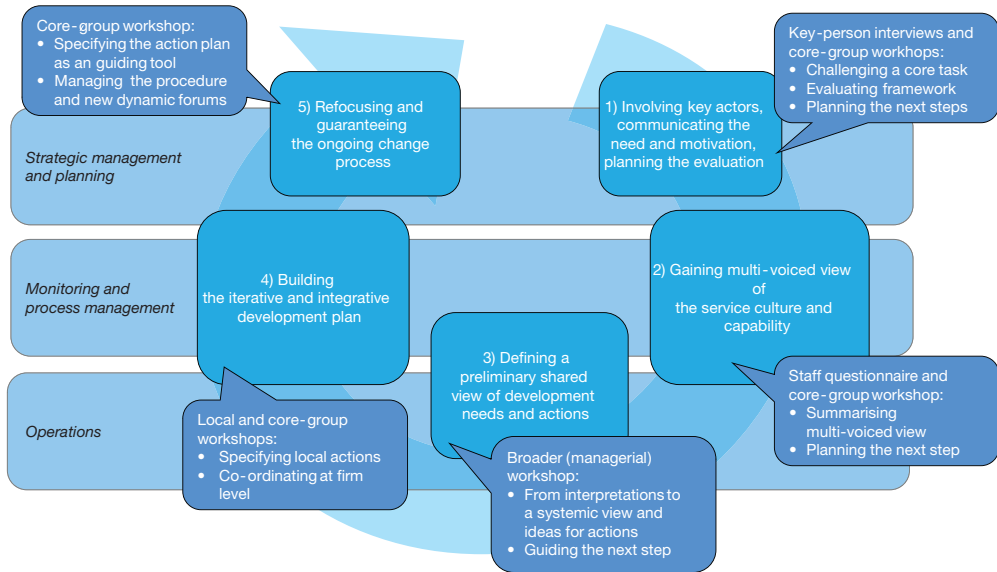 Core-group workshop:
• Specifying the action plan
as an guiding tool
• Managing the procedure
and new dynamic forums
Key-person interviews and
core-group workhops:
• Challenging a core task
• Evaluating framework
• Planning the next steps
5) Refocusing and
guaranteeing
the ongoing change
process
1) Involving key actors,
communicating the
need and motivation,
planning the evaluation
Strategic management
and planning
Monitoring and
process management
4) Building
the iterative and integrative
development plan
2) Gaining multi-voiced view
of
the service culture and
capability
3) Defining a
preliminary shared
view of development
needs and actions
Operations
Local and core-group
workshops:
• Specifying local actions
• Co-ordinating at firm
level
Broader (managerial)
workshop:
• From interpretations to
a systemic view and
ideas for actions
• Guiding the next step
Staff questionnaire and
core-group workshop:
• Summarising
multi-voiced view
• Planning the next step